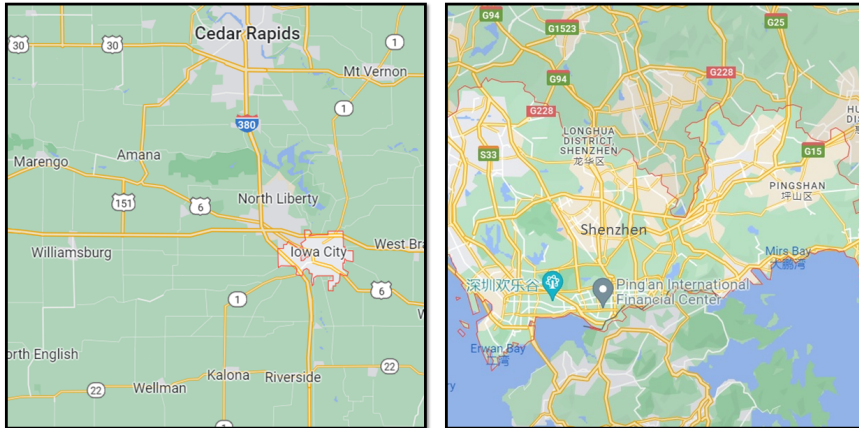 Cedar Rapids
30
30
1
Mt Vernon
1
380
Marengo
Amana
North Liberty
6
151
Williamsburg
Iowa City
West Bra
1
6
orth English
Kalona
Riverside
22
Wellman
22
1
G94
G1523
G25
G94
G228
G228
LONGHUA
DISTRICT,
SHENZHEN
龙华区
S33
G15
PINGSHAN
坪山区
Shenzhen
Mirs Bay
大鹏湾
深圳欢乐谷
Ping'an International
Financial Center
Erwan Bay